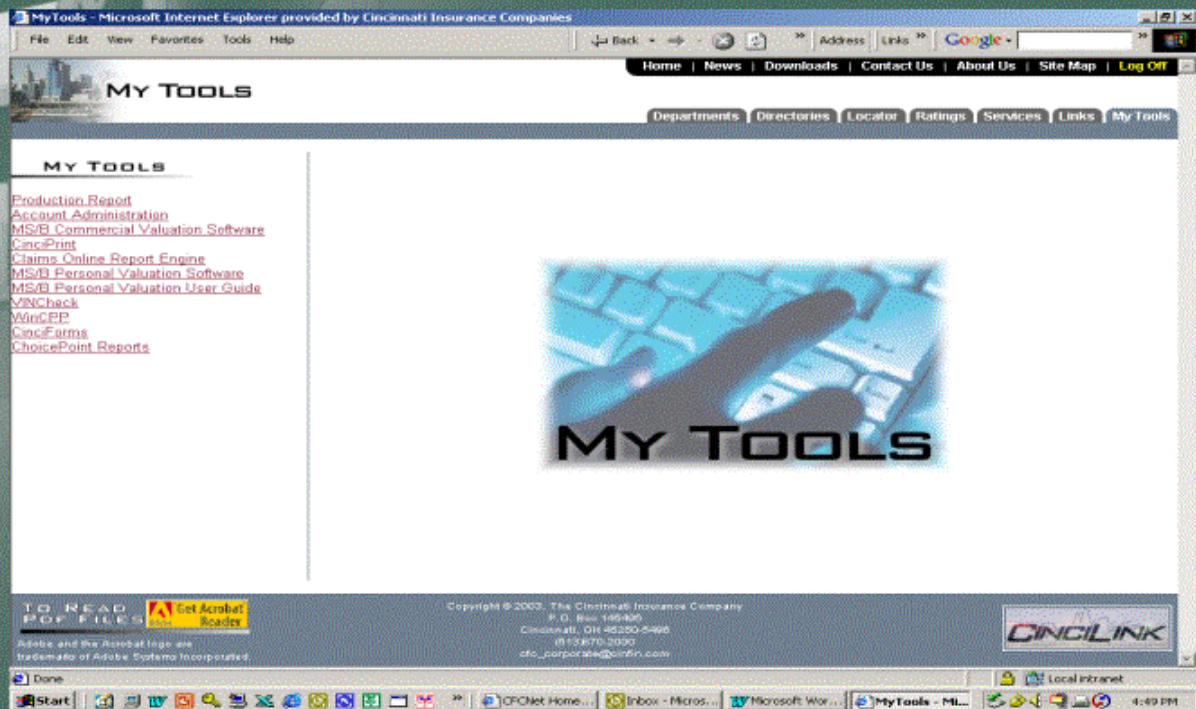 MyTools - Microsoft Internet Explorer provided by Cincinnati Insurance Companies
File Edit View Favorites Tools Help
Back
Address Links Google
Home | News | Downloads | Contact Us | About Us | Site Map | Log Off
MY TOOLS
Departments Directories Locator Ratings Services Links My Tools
MY TOOLS
Production Report
Account Administration
MS/B Commercial Valuation Software
CinciPrint
Claims Online Report Engine
MS/B Personal Valuation Software
MS/B Personal Valuation User Guide
VINCheck
WinCPP
CinciForms
ChoicePoint Reports
MY TOOLS
TO READ
PDF FILES
Get Acrobat
Reader
Adobe and the Acrobat logo are
trademarks of Adobe Systems Incorporated.
Copyright © 2003, The Cincinnati Insurance Company
P.O. Box
Cincinnati, OH 45250-5496
(513)870-2000
cfc_corporate@cinfin.com
CINCILINK
Done
Local intranet
Start
CFCNet Home...
Inbox - Micros...
Microsoft Wor...
MyTools - Mi...
4:49 PM